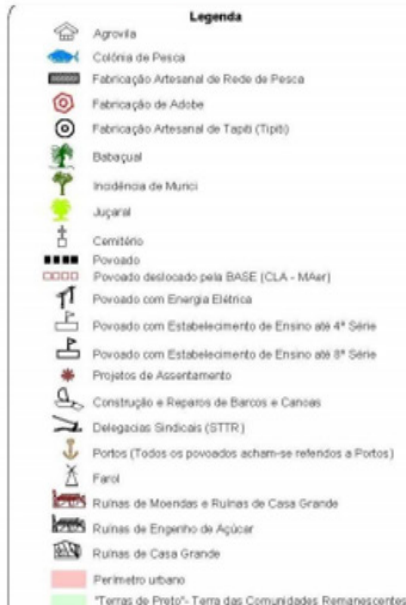 Legenda
Agrovila
Colônia de Pesca
Fabricação Artesanal de Rede de Pesca
Fabricação de Adobe
Fabricação Artesanal de Tapiti (Tipiti)
Babaçual
Incidência de Murici
Juçaral
Cemitério
Povoado
Povoado deslocado pela BASE (CLA - MAer)
Povoado com Energia Elétrica
Povoado com Estabelecimento de Ensino até 4ª Série
Povoado com Estabelecimento de Ensino até 8ª Série
Projetos de Assentamento
Construção e Reparos de Barcos e Canoas
Delegacias Sindicais (STTR)
Portos (Todos os povoados acham-se referidos a Portos)
Farol
Ruínas de Moendas e Ruínas de Casa Grande
Ruínas de Engenho de Açúcar
Ruínas de Casa Grande
Perímetro urbano
"Terras de Preto"- Terra das Comunidades Remanescentes